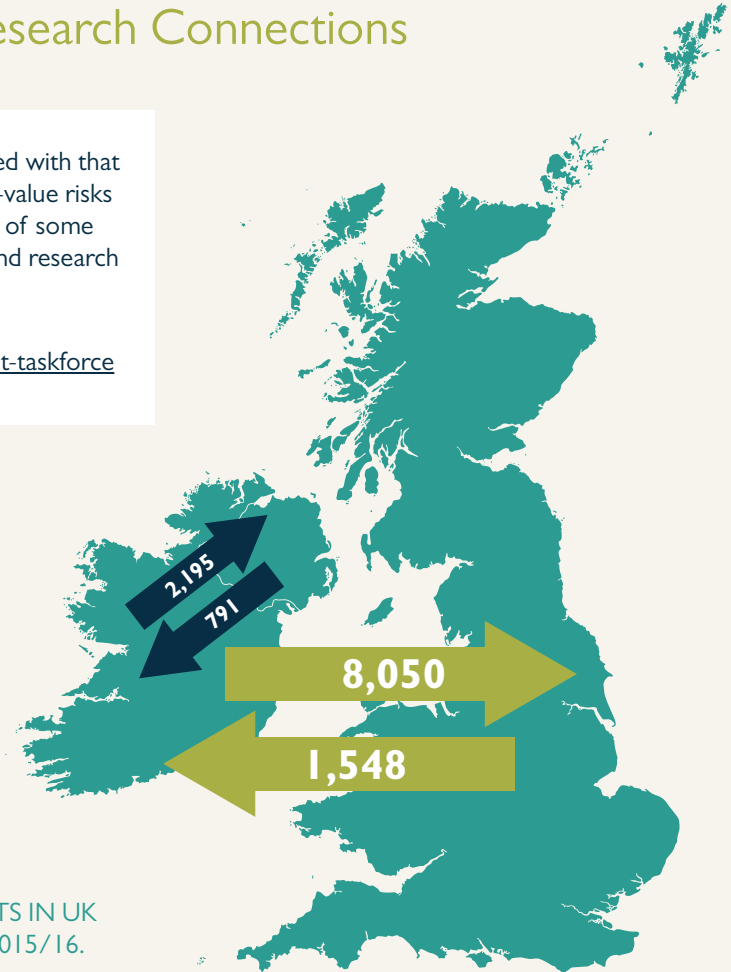 esearch Connections
ed with that
-value risks
of some
nd research
t-taskforce
2,195
791
8,050
1,548
TS IN UK
015/16.